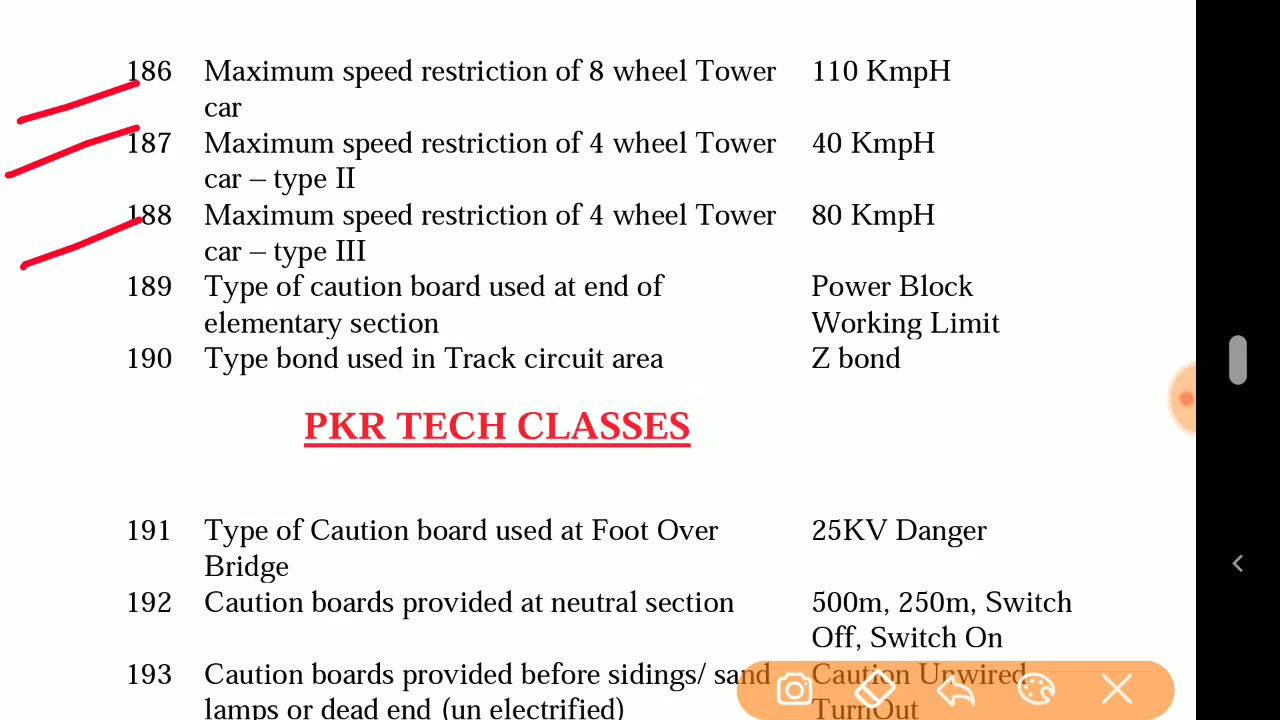 186 Maximum speed restriction of 8 wheel Tower 110 KmpH
car
187 Maximum speed restriction of 4 wheel Tower 40 KmpH
car – type II
188 Maximum speed restriction of 4 wheel Tower 80 KmpH
car – type III
189 Type of caution board used at end of Power Block
elementary section Working Limit
190 Type bond used in Track circuit area Z bond
PKR TECH CLASSES
191 Type of Caution board used at Foot Over 25KV Danger
Bridge
192 Caution boards provided at neutral section 500m, 250m, Switch
Off, Switch On
193 Caution boards provided before sidings/ sand Caution Unwired
lamps or dead end (un electrified) TurnOut